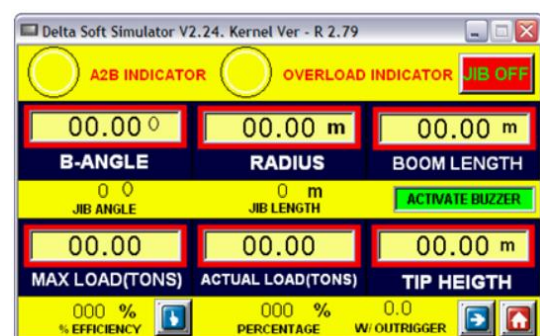 Delta Soft Simulator V2.24. Kernel Ver - R 2.79
A2B INDICATOR OVERLOAD INDICATOR JIB OFF
00.00 O 00.00 m 00.00 m
B-ANGLE RADIUS BOOM LENGTH
0 O 0 m ACTIVATE BUZZER
JIB ANGLE JIB LENGTH
00.00 00.00 00.00 m
MAX LOAD(TONS) ACTUAL LOAD(TONS) TIP HEIGTH
000 % 000 % 0.0
% EFFICIENCY PERCENTAGE W/ OUTRIGGER